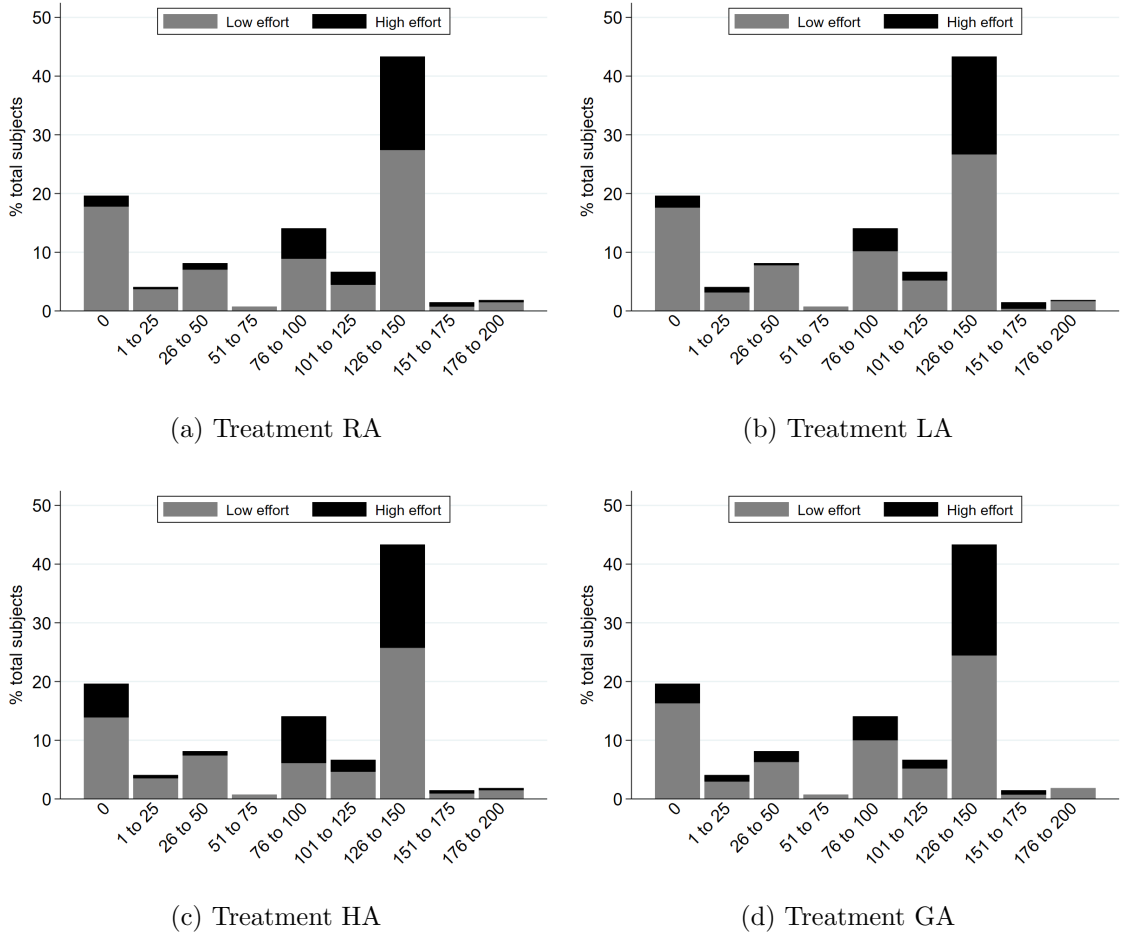 Low effort High effort
% total subjects
50
40
30
20
10
0
0 1 to 25 26 to 50 51 to 75 76 to 100 101 to 125 126 to 150 151 to 175 176 to 200
(a) Treatment RA
Low effort High effort
% total subjects
50
40
30
20
10
0
0 1 to 25 26 to 50 51 to 75 76 to 100 101 to 125 126 to 150 151 to 175 176 to 200
(b) Treatment LA
Low effort High effort
% total subjects
50
40
30
20
10
0
0 1 to 25 26 to 50 51 to 75 76 to 100 101 to 125 126 to 150 151 to 175 176 to 200
(c) Treatment HA
Low effort High effort
% total subjects
50
40
30
20
10
0
0 1 to 25 26 to 50 51 to 75 76 to 100 101 to 125 126 to 150 151 to 175 176 to 200
(d) Treatment GA